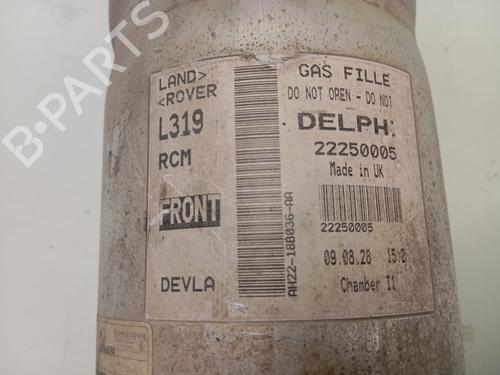 LAND>
<ROVER
L319
RCM
FRONT
DEVLA
AH22-18B036-AA
GAS FILLE
DO NOT OPEN - DO NOT
DELPH
22250005
Made in UK
22250005
09.08.28 15:2
Chamber I1
B-PARTS